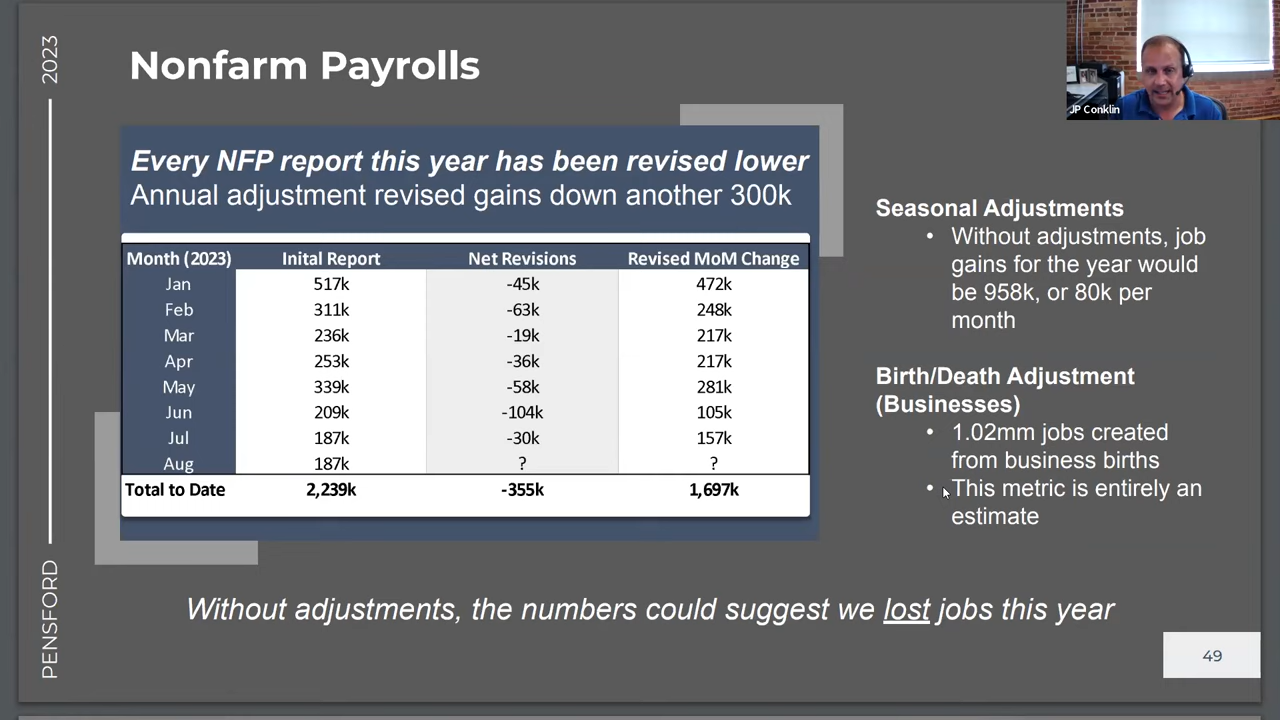 2023
PENSFORD
Nonfarm Payrolls
JP Conklin
Every NFP report this year has been revised lower
Annual adjustment revised gains down another 300k
Month (2023) Inital Report Net Revisions Revised MoM Change
Jan 517k -45k 472k
Feb 311k -63k 248k
Mar 236k -19k 217k
Apr 253k -36k 217k
May 339k -58k 281k
Jun 209k -104k 105k
Jul 187k -30k 157k
Aug 187k ? ?
Total to Date 2,239k -355k 1,697k
Seasonal Adjustments
• Without adjustments, job
gains for the year would
be 958k, or 80k per
month
Birth/Death Adjustment
(Businesses)
• 1.02mm jobs created
from business births
• This metric is entirely an
estimate
Without adjustments, the numbers could suggest we lost jobs this year
49